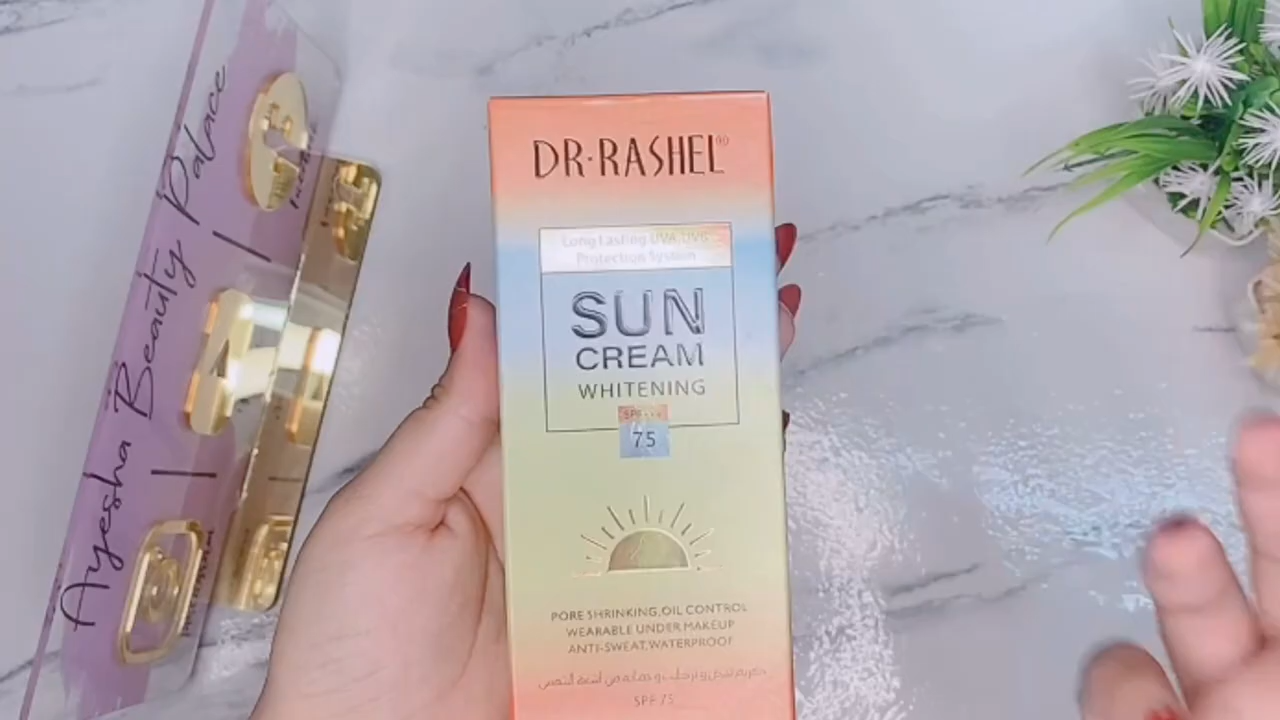 Ayesha Beauty Palace
DR·RASHEL®
Long Lasting UVA, UVB
Protection System
SUN
CREAM
WHITENING
SPF+++
75
PORE SHRINKING, OIL CONTROL
WEARABLE UNDER MAKEUP
ANTI-SWEAT, WATERPROOF
SPF 75